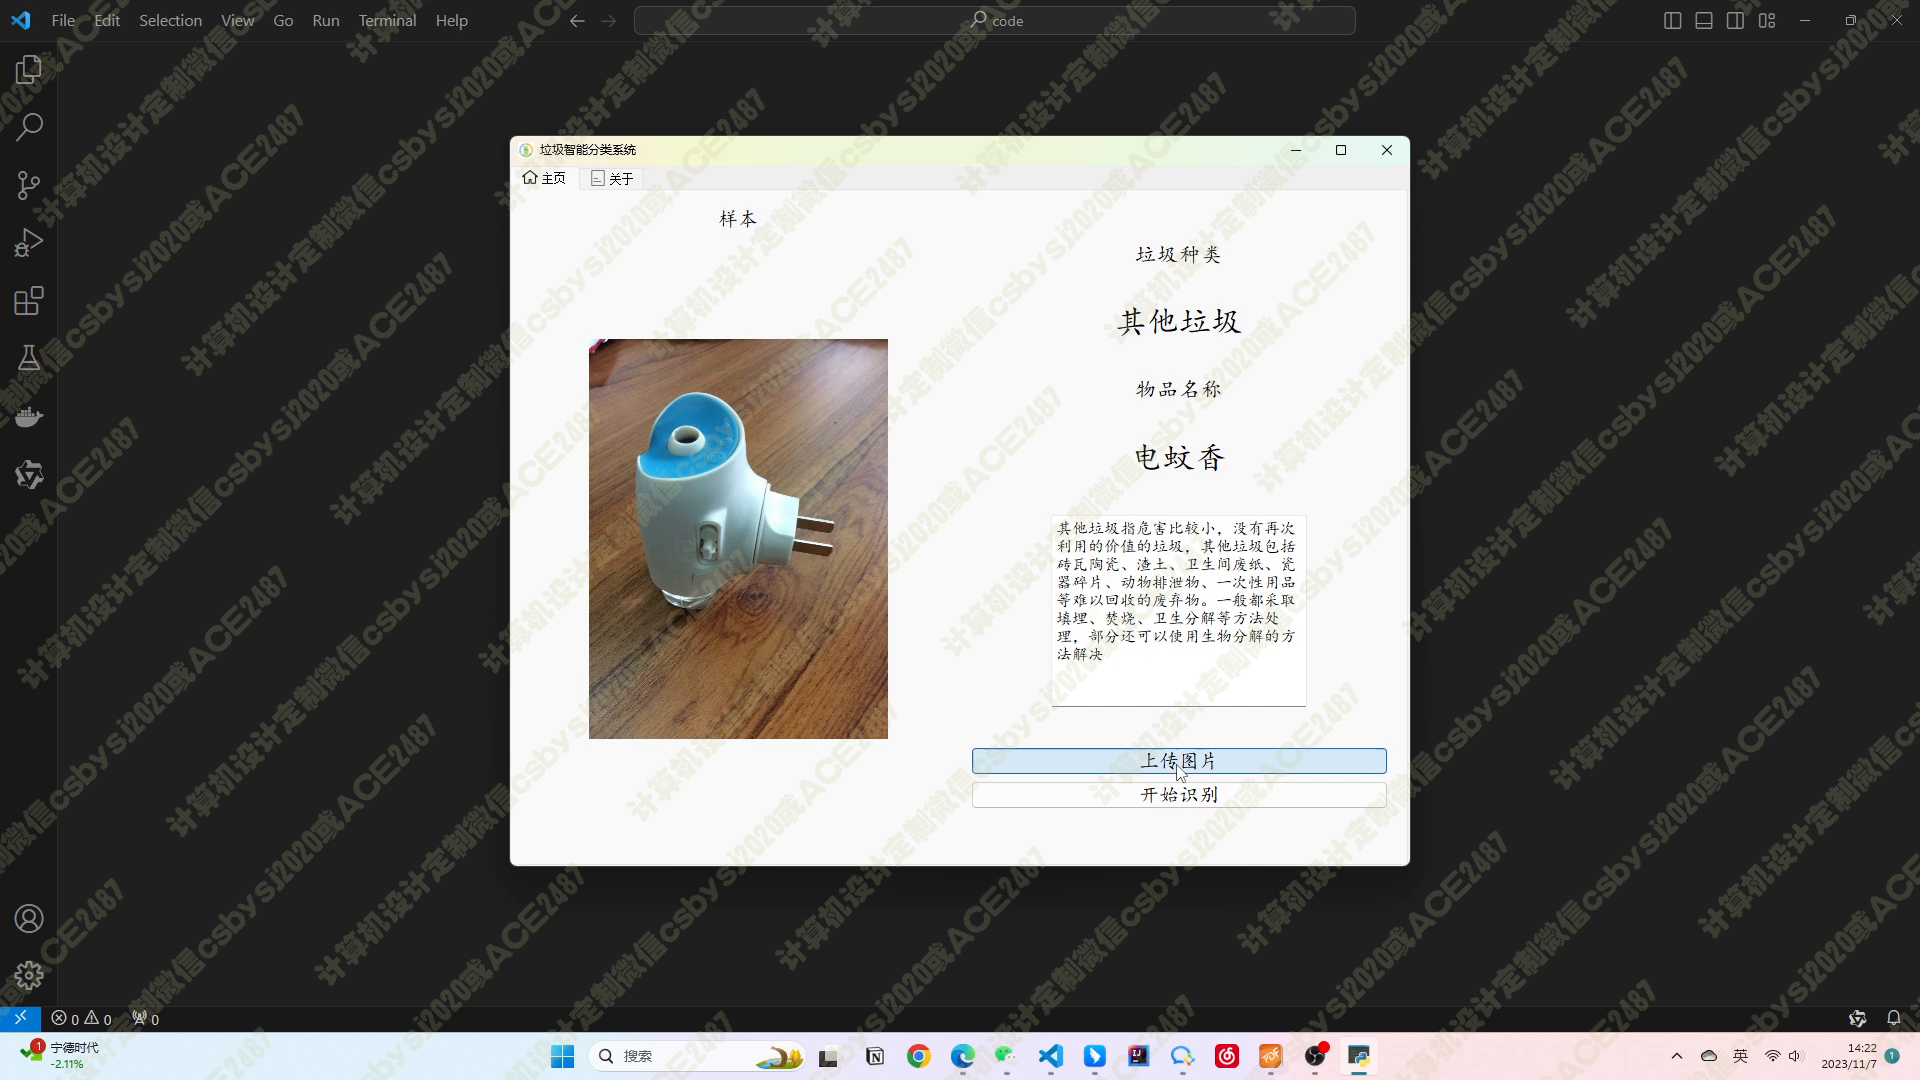 File Edit Selection View Go Run Terminal Help
code
垃圾智能分类系统
主页 关于
样本
垃圾种类
其他垃圾
物品名称
电蚊香
其他垃圾指危害比较小，没有再次
利用的价值的垃圾，其他垃圾包括
砖瓦陶瓷、渣土、卫生间废纸、瓷
器碎片、动物排泄物、一次性用品
等难以回收的废弃物。一般都采取
填埋、焚烧、卫生分解等方法处
理，部分还可以使用生物分解的方
法解决
上传图片
开始识别
计算机设计定制微信csbysj2020或ACE2487
0 0 0
1
宁德时代
-2.11%
搜索
英
14:22
2023/11/7
1